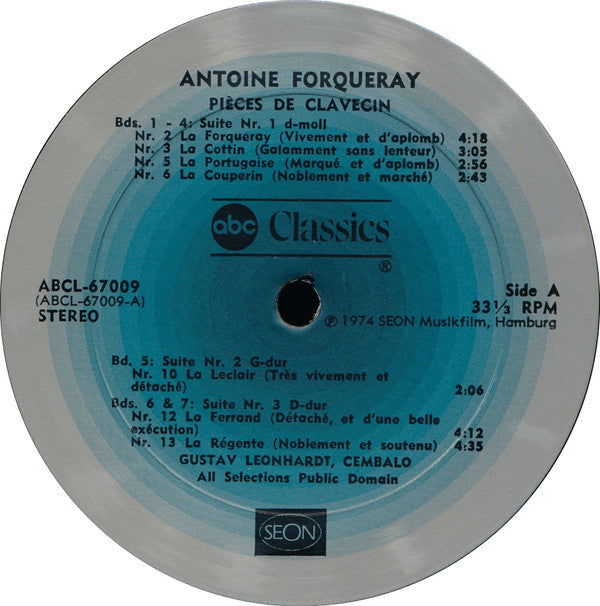 ANTOINE FORQUERAY
PIÈCES DE CLAVECIN
Bds. 1 - 4: Suite Nr. 1 d-moll
Nr. 2 La Forqueray (Vivement et d'aplomb) 4:18
Nr. 3 La Cottin (Galamment sans lenteur) 3:05
Nr. 5 La Portugaise (Marqué et d'aplomb) 2:56
Nr. 6 La Couperin (Noblement et marché) 2:43
abc Classics
®
ABCL-67009
(ABCL-67009-A)
STEREO
Side A
33⅓ RPM
℗ 1974 SEON Musikfilm, Hamburg
Bd. 5: Suite Nr. 2 G-dur
Nr. 10 La Leclair (Très vivement et
détaché) 2:06
Bds. 6 & 7: Suite Nr. 3 D-dur
Nr. 12 La Ferrand (Détaché, et d'une belle
exécution) 4:12
Nr. 13 La Régente (Noblement et soutenu) 4:35
GUSTAV LEONHARDT, CEMBALO
All Selections Public Domain
SEON